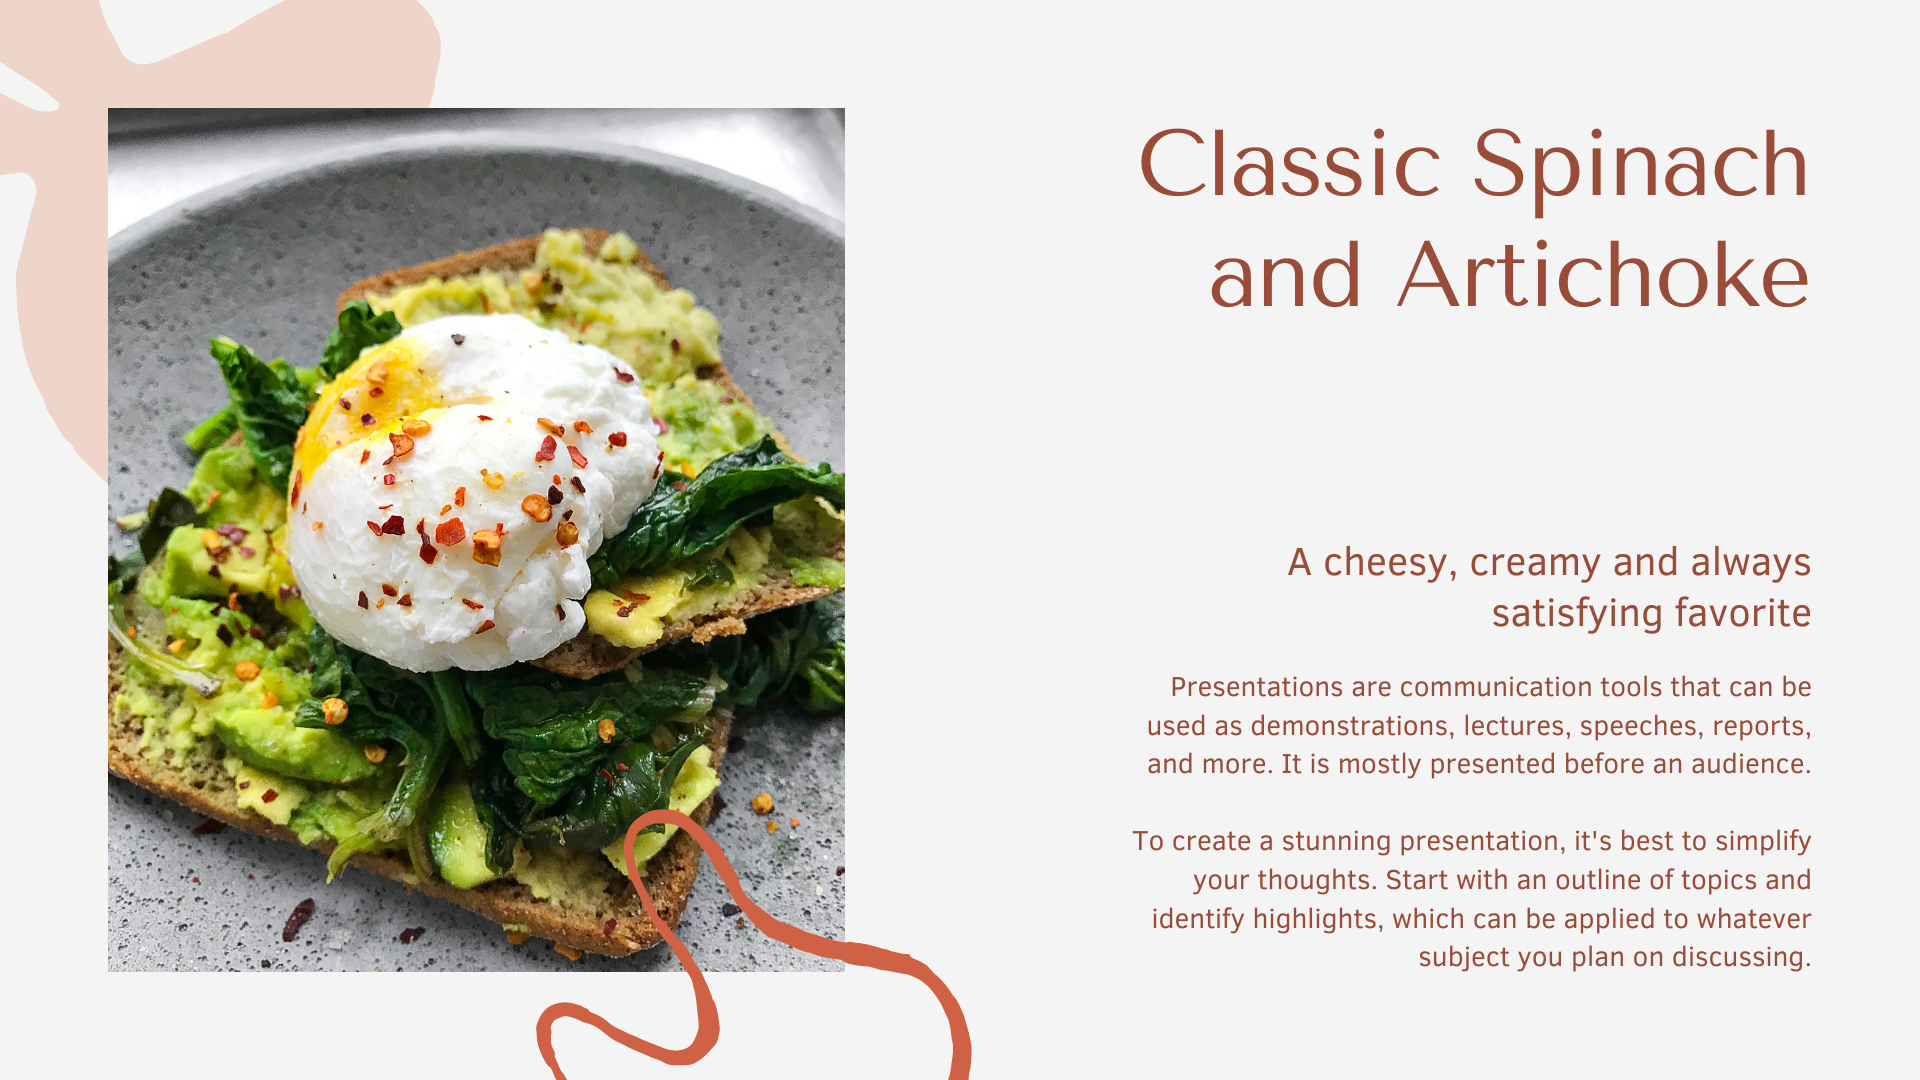 Classic Spinach
and Artichoke
A cheesy, creamy and always
satisfying favorite
Presentations are communication tools that can be
used as demonstrations, lectures, speeches, reports,
and more. It is mostly presented before an audience.
To create a stunning presentation, it's best to simplify
your thoughts. Start with an outline of topics and
identify highlights, which can be applied to whatever
subject you plan on discussing.